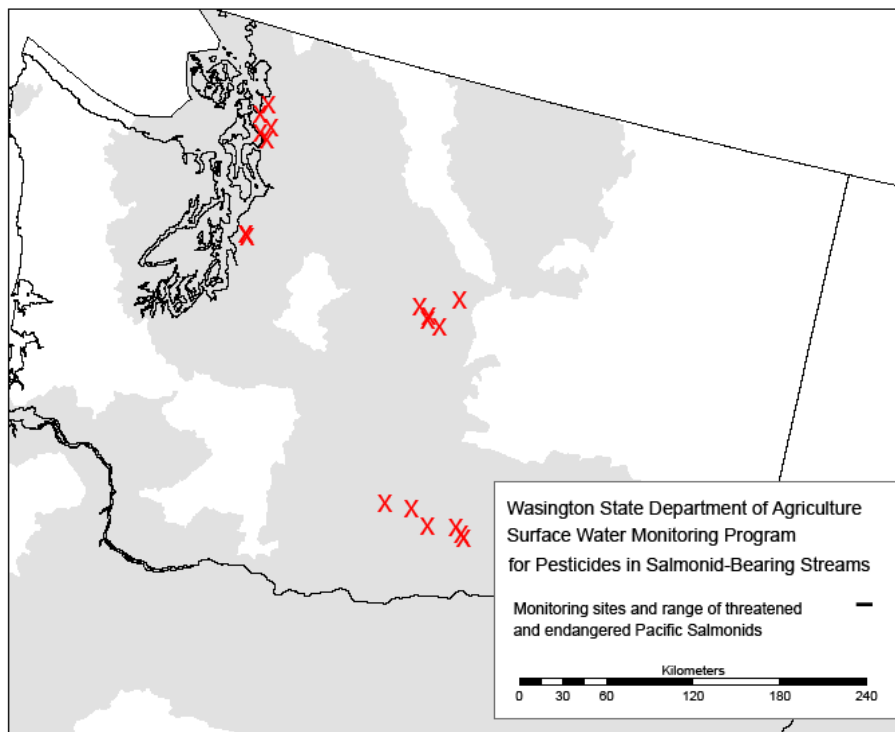 Wasington State Department of Agriculture
Surface Water Monitoring Program
for Pesticides in Salmonid-Bearing Streams
Monitoring sites and range of threatened
and endangered Pacific Salmonids
Kilometers
0 15 30 60 120 180 240